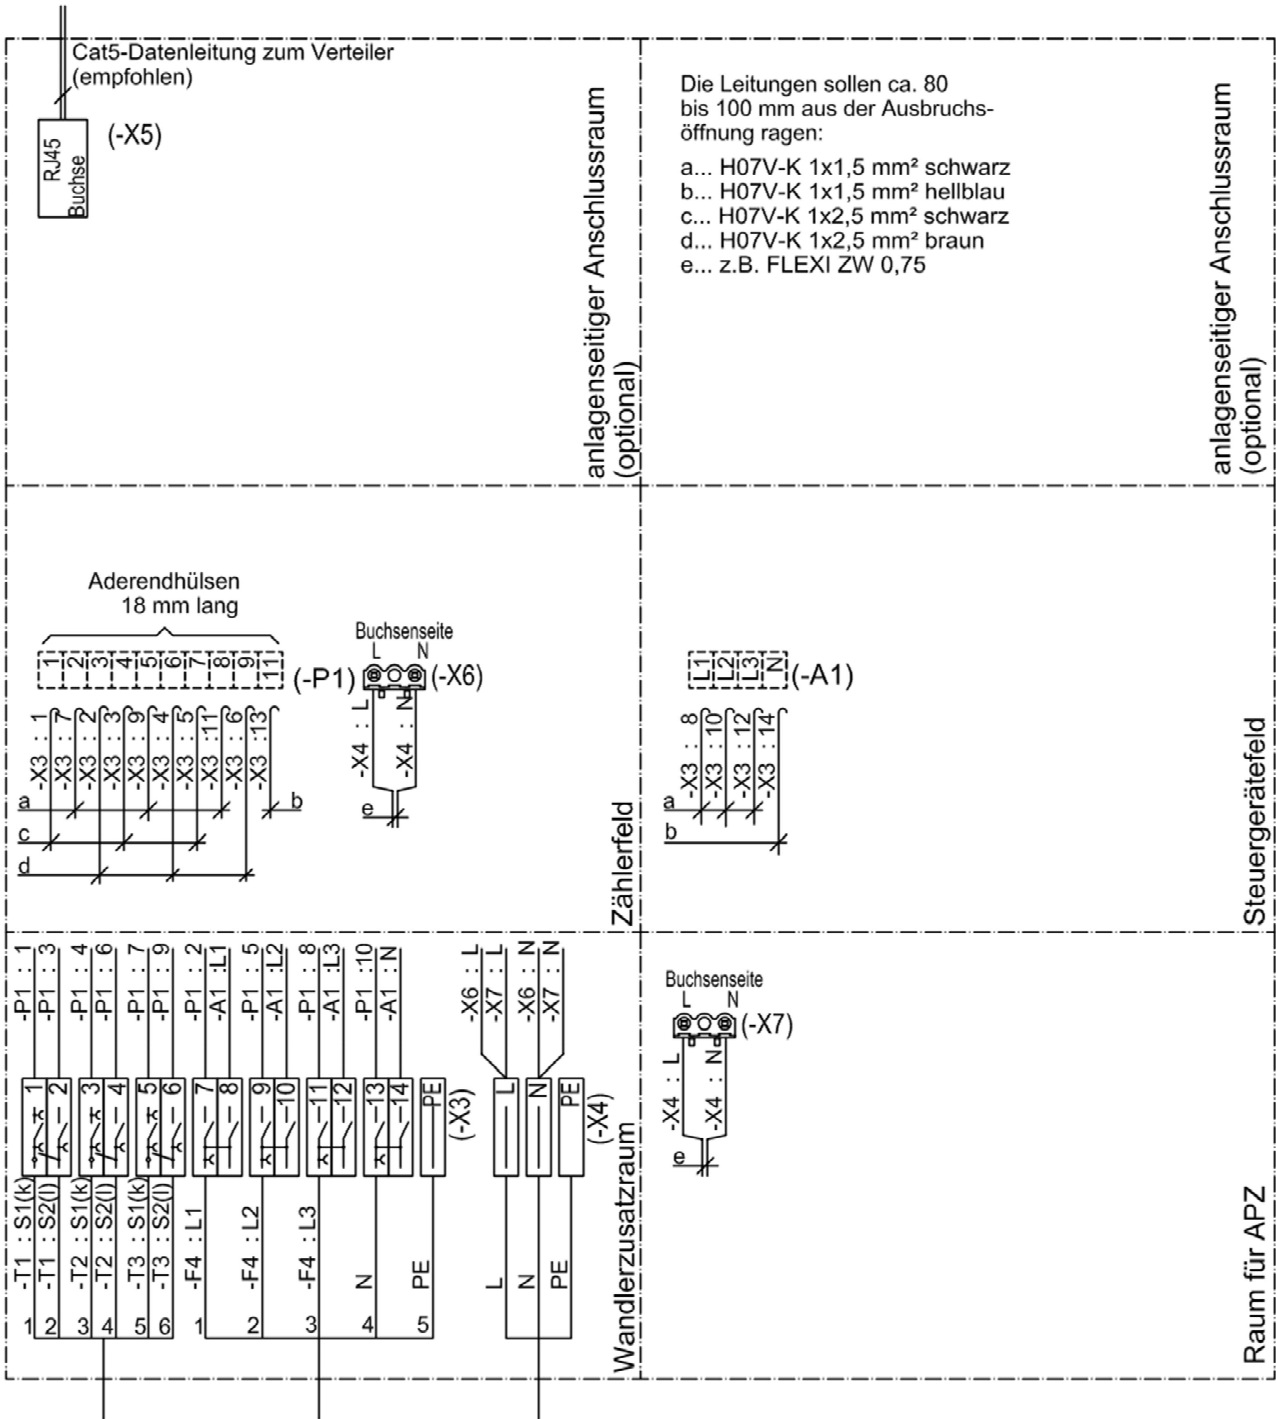 Cat5-Datenleitung zum Verteiler
(empfohlen)
RJ45
Buchse
(-X5)
anlagenseitiger Anschlussraum
(optional)
Die Leitungen sollen ca. 80
bis 100 mm aus der Ausbruchs-
öffnung ragen:
a... H07V-K 1x1,5 mm² schwarz
b... H07V-K 1x1,5 mm² hellblau
c... H07V-K 1x2,5 mm² schwarz
d... H07V-K 1x2,5 mm² braun
e... z.B. FLEXI ZW 0,75
anlagenseitiger Anschlussraum
(optional)
Aderendhülsen
18 mm lang
1 2 3 4 5 6 7 8 9 11
(-P1)
-X3 : 1
-X3 : 7
-X3 : 2
-X3 : 3
-X3 : 9
-X3 : 4
-X3 : 5
-X3 :11
-X3 : 6
-X3 :13
a
b
c
d
Buchsenseite
L N
(-X6)
-X4 : L
-X4 : N
e
Zählerfeld
L1 L2 L3 N
(-A1)
-X3 : 8
-X3 :10
-X3 :12
-X3 :14
a
b
Steuergerätefeld
-P1 : 1
-P1 : 3
-P1 : 4
-P1 : 6
-P1 : 7
-P1 : 9
-P1 : 2
-A1 :L1
-P1 : 5
-A1 :L2
-P1 : 8
-A1 :L3
-P1 :10
-A1 : N
-X6 : L
-X7 : L
-X6 : N
-X7 : N
1 2 3 4 5 6 7 8 9 10 11 12 13 14 PE
(-X3)
L N PE
(-X4)
-T1 : S1(k)
-T1 : S2(l)
-T2 : S1(k)
-T2 : S2(l)
-T3 : S1(k)
-T3 : S2(l)
-F4 : L1
-F4 : L2
-F4 : L3
N
PE
L
N
PE
1 2 3 4 5 6 1 2 3 4 5
Wandlerzusatzraum
Buchsenseite
L N
(-X7)
-X4 : L
-X4 : N
e
Raum für APZ